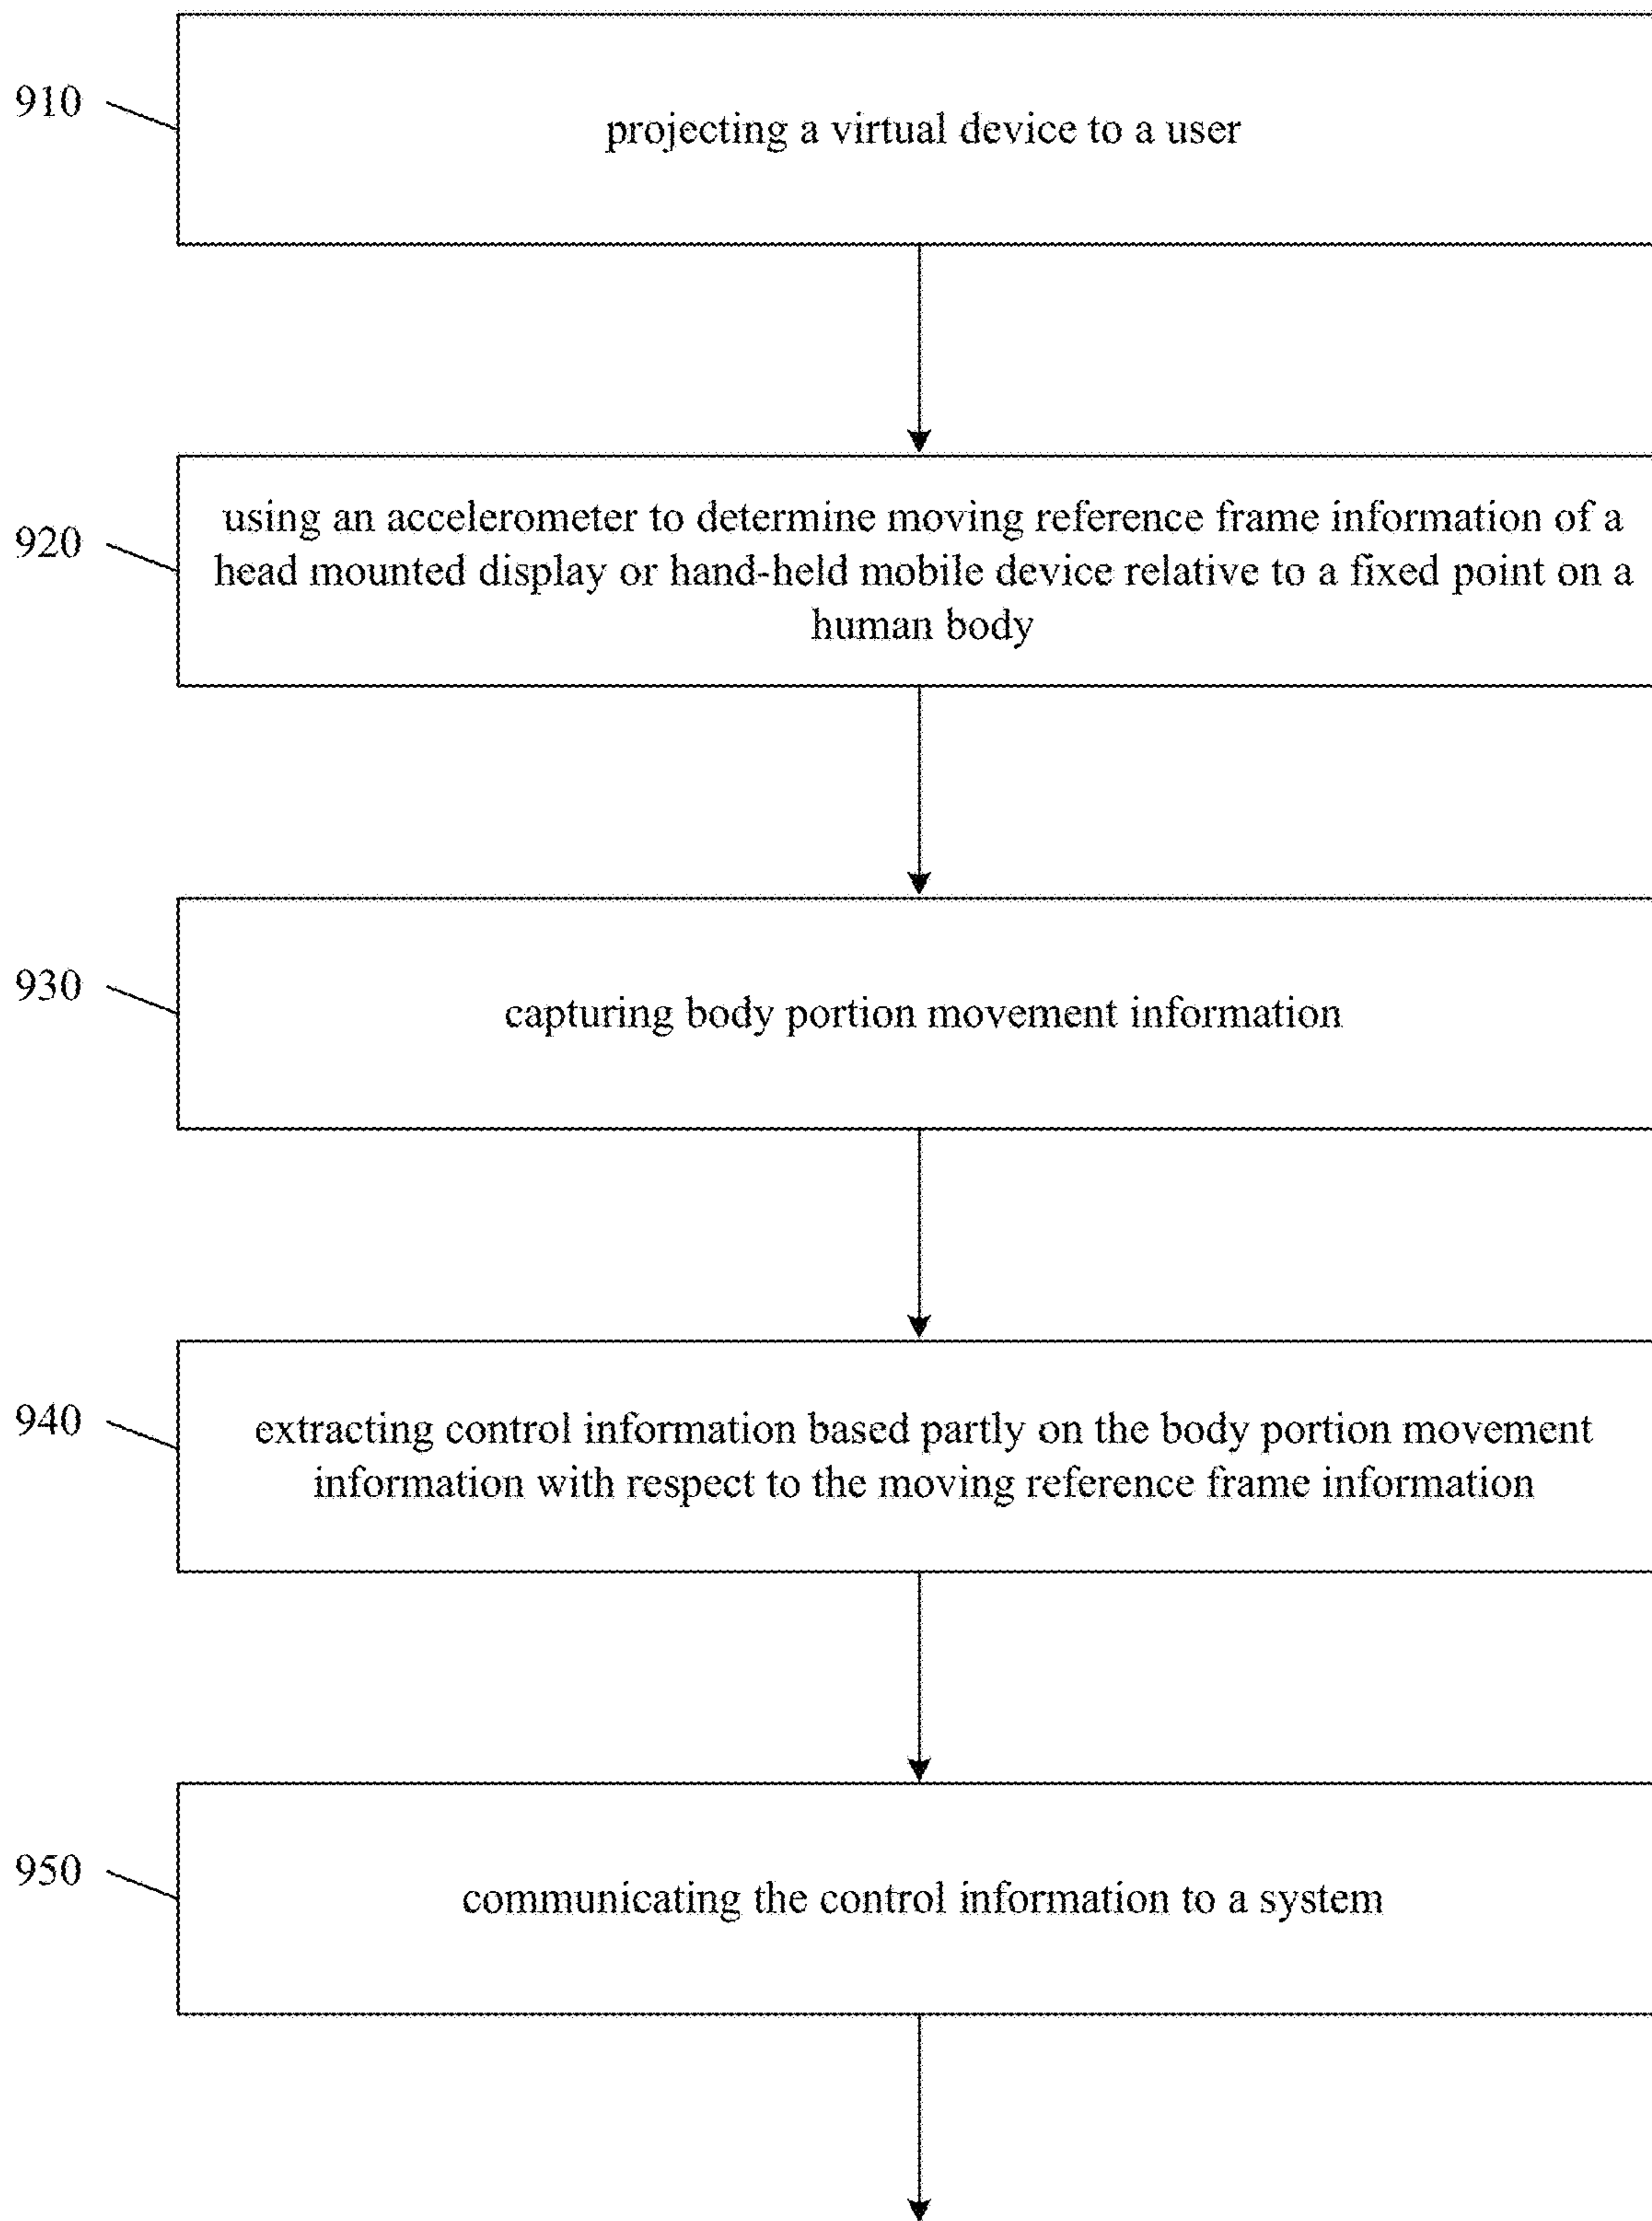 910
projecting a virtual device to a user
920
using an accelerometer to determine moving reference frame information of a
head mounted display or hand-held mobile device relative to a fixed point on a
human body
930
capturing body portion movement information
940
extracting control information based partly on the body portion movement
information with respect to the moving reference frame information
950
communicating the control information to a system